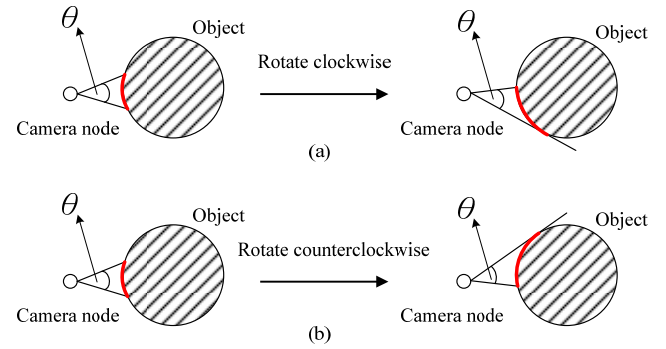 θ
Object
Camera node
Rotate clockwise
θ
Object
Camera node
(a)
θ
Object
Camera node
Rotate counterclockwise
θ
Object
Camera node
(b)